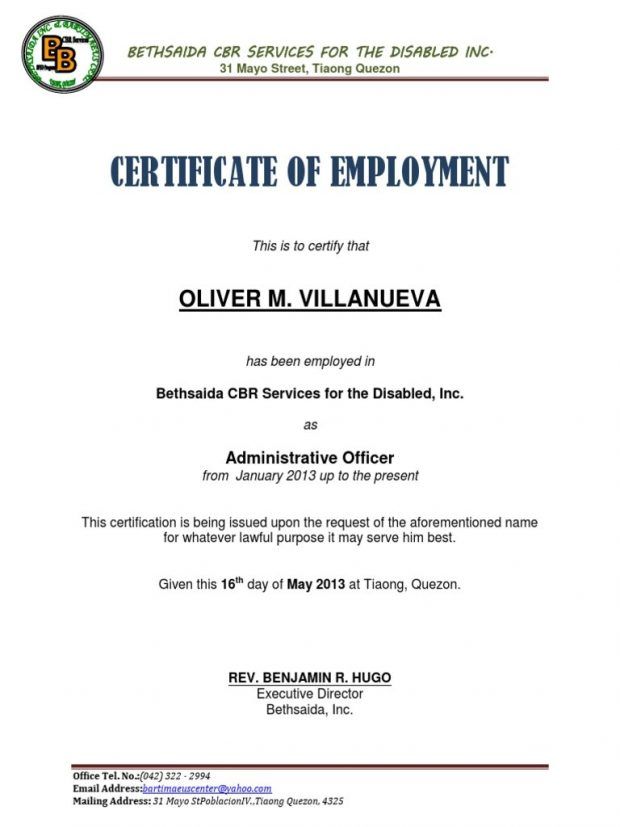 CBR Services
BB
BETHSAIDA CBR SERVICES FOR THE DISABLED INC.
31 Mayo Street, Tiaong Quezon
CERTIFICATE OF EMPLOYMENT
This is to certify that
OLIVER M. VILLANUEVA
has been employed in
Bethsaida CBR Services for the Disabled, Inc.
as
Administrative Officer
from January 2013 up to the present
This certification is being issued upon the request of the aforementioned name
for whatever lawful purpose it may serve him best.
Given this 16th day of May 2013 at Tiaong, Quezon.
REV. BENJAMIN R. HUGO
Executive Director
Bethsaida, Inc.
Office Tel. No.:(042) 322 - 2994
Email Address:bartimaeuscenter@yahoo.com
Mailing Address: 31 Mayo StPoblacionIV.,Tiaong Quezon, 4325